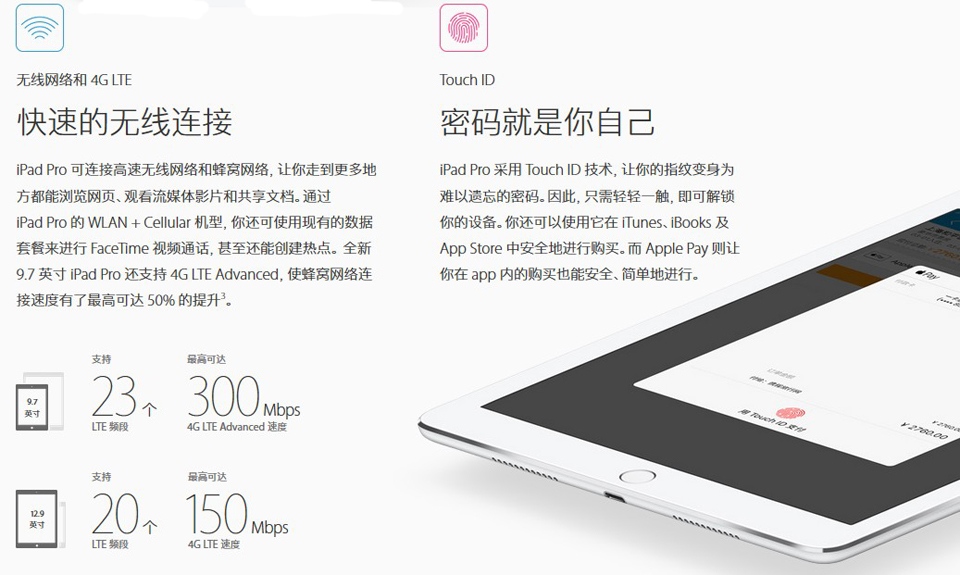 无线网络和 4G LTE
快速的无线连接
iPad Pro 可连接高速无线网络和蜂窝网络, 让你走到更多地
方都能浏览网页、观看流媒体影片和共享文档。通过
iPad Pro 的 WLAN + Cellular 机型, 你还可使用现有的数据
套餐来进行 FaceTime 视频通话, 甚至还能创建热点。全新
9.7 英寸 iPad Pro 还支持 4G LTE Advanced, 使蜂窝网络连
接速度有了最高可达 50% 的提升³。
9.7
英寸
支持
23 个
LTE 频段
最高可达
300 Mbps
4G LTE Advanced 速度
12.9
英寸
支持
20 个
LTE 频段
最高可达
150 Mbps
4G LTE 速度
Touch ID
密码就是你自己
iPad Pro 采用 Touch ID 技术, 让你的指纹变身为
难以遗忘的密码。因此, 只需轻轻一触, 即可解锁
你的设备。你还可以使用它在 iTunes、iBooks 及
App Store 中安全地进行购买。而 Apple Pay 则让
你在 app 内的购买也能安全、简单地进行。
Pay
用 Touch ID 支付
¥ 2760.00
¥ 2760.00